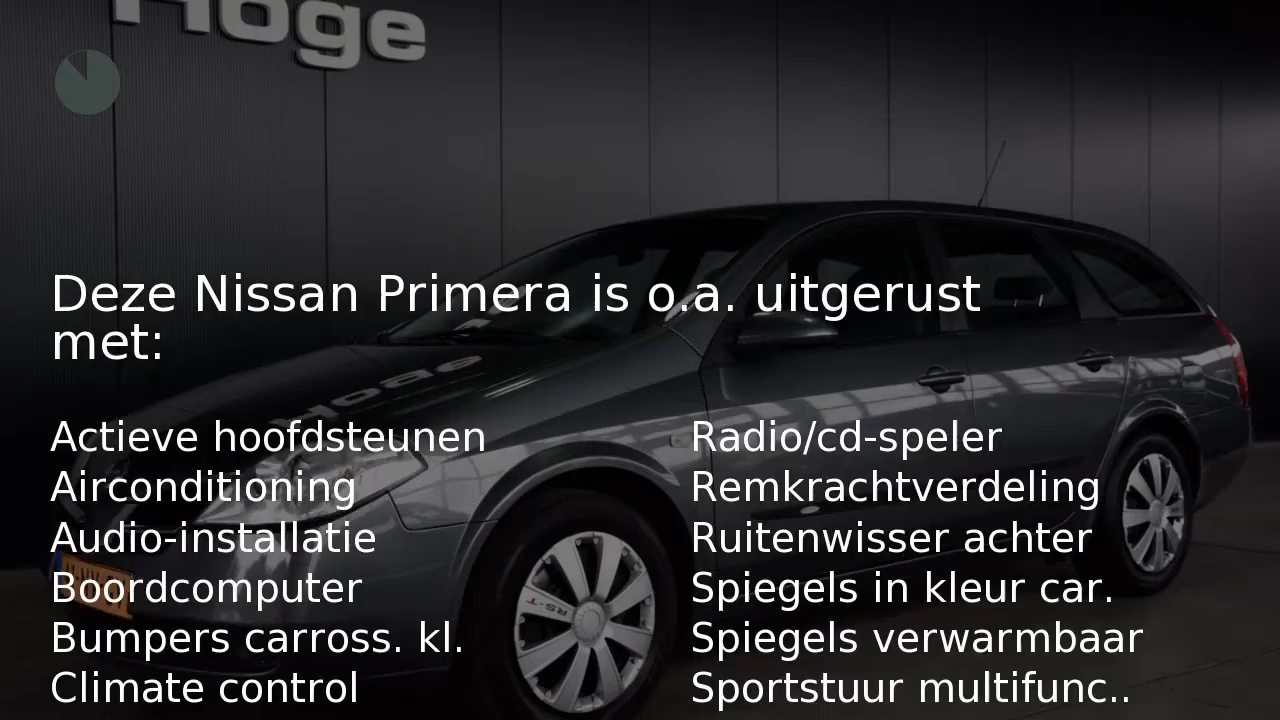 Hoge
Deze Nissan Primera is o.a. uitgerust
met:
Actieve hoofdsteunen
Airconditioning
Audio-installatie
Boordcomputer
Bumpers carross. kl.
Climate control
Radio/cd-speler
Remkrachtverdeling
Ruitenwisser achter
Spiegels in kleur car.
Spiegels verwarmbaar
Sportstuur multifunc..
RS-T